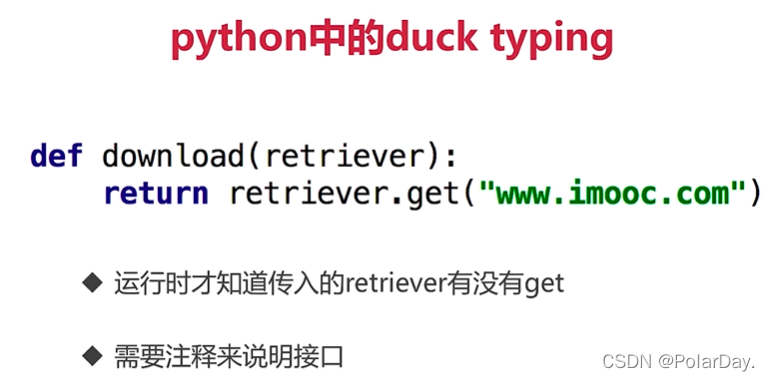 python中的duck typing
def download(retriever):
    return retriever.get("www.imooc.com")
◆ 运行时才知道传入的retriever有没有get
◆ 需要注释来说明接口
CSDN @PolarDay.